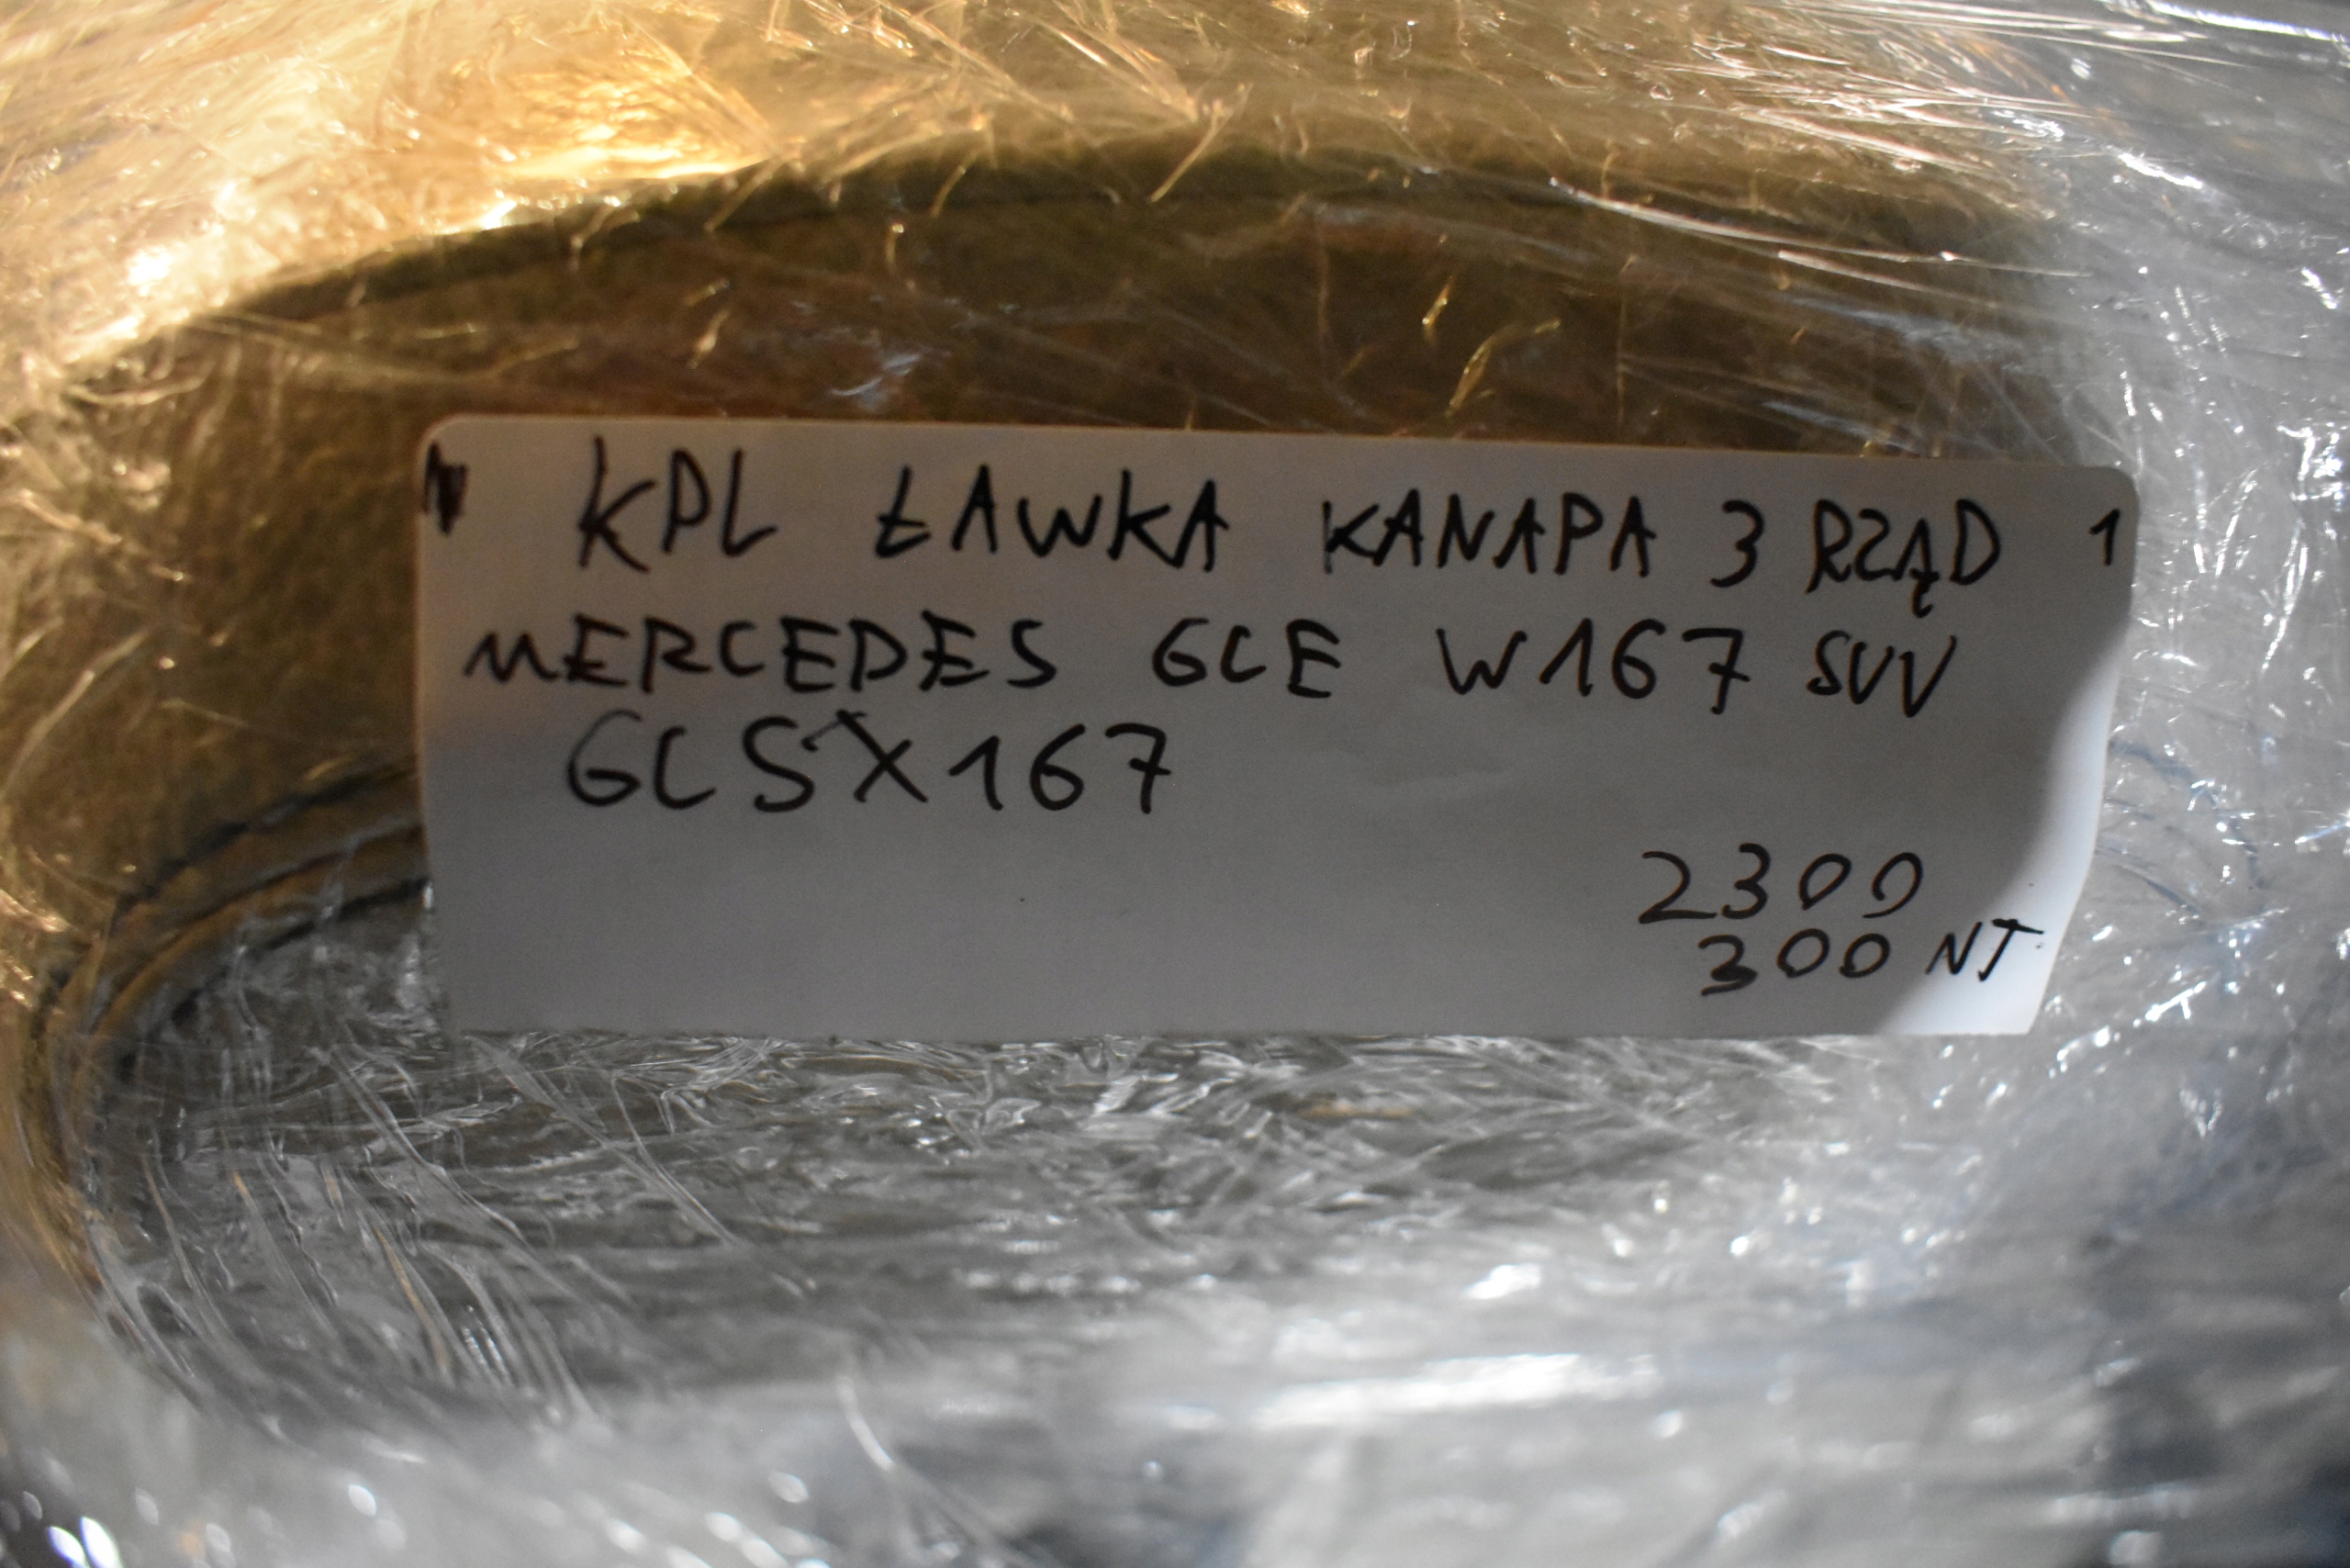 KPL ŁAWKA KANAPA 3 RZĄD 1
MERCEDES GLE W167 SUV
GLS X167
2300
300 NT